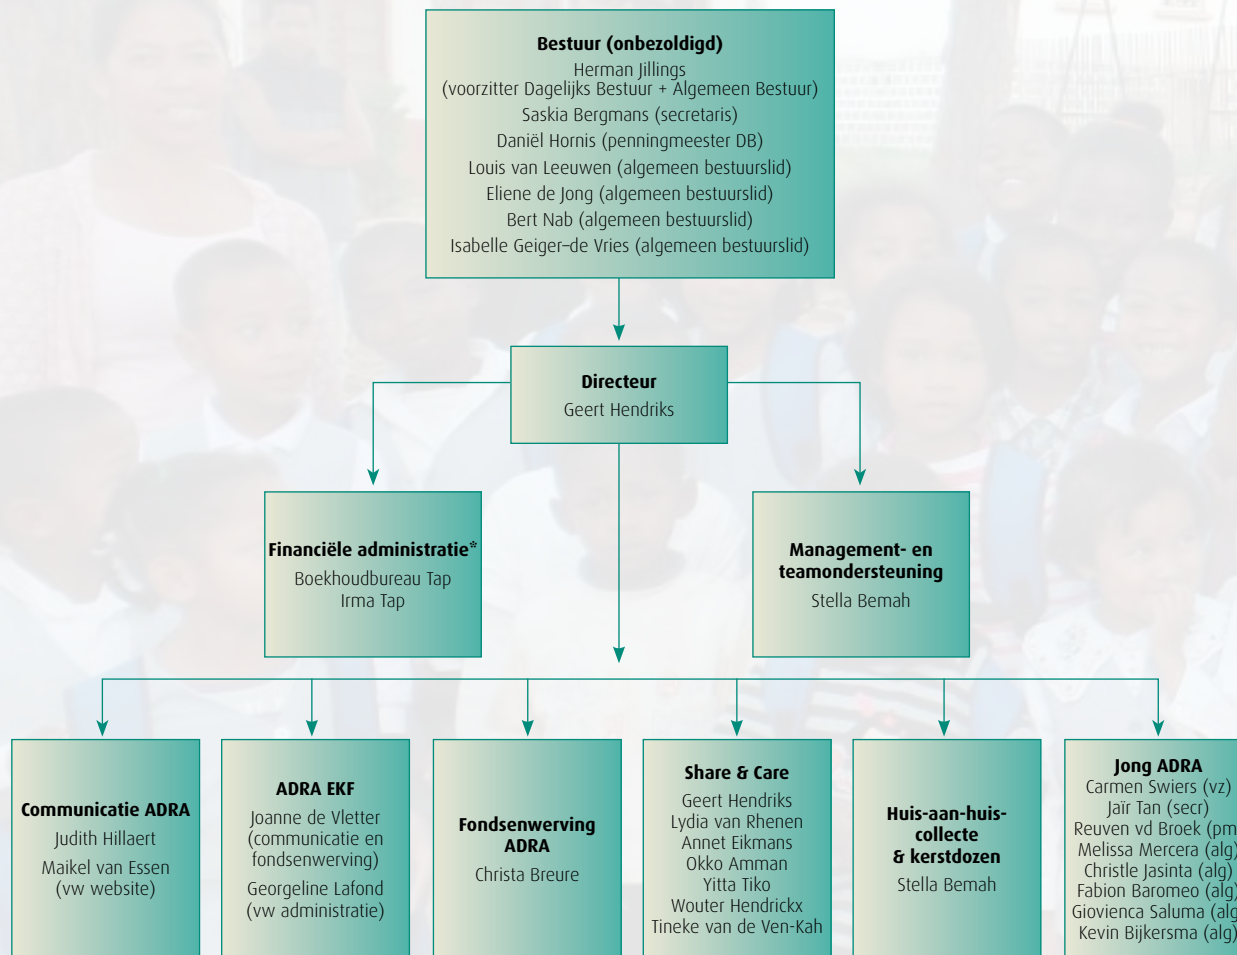 Bestuur (onbezoldigd)
Herman Jillings
(voorzitter Dagelijks Bestuur + Algemeen Bestuur)
Saskia Bergmans (secretaris)
Daniël Hornis (penningmeester DB)
Louis van Leeuwen (algemeen bestuurslid)
Eliene de Jong (algemeen bestuurslid)
Bert Nab (algemeen bestuurslid)
Isabelle Geiger–de Vries (algemeen bestuurslid)
Directeur
Geert Hendriks
Financiële administratie*
Boekhoudbureau Tap
Irma Tap
Management- en
teamondersteuning
Stella Bemah
Communicatie ADRA
Judith Hillaert
Maikel van Essen
(vw website)
ADRA EKF
Joanne de Vletter
(communicatie en
fondsenwerving)
Georgeline Lafond
(vw administratie)
Fondsenwerving
ADRA
Christa Breure
Share & Care
Geert Hendriks
Lydia van Rhenen
Annet Eikmans
Okko Amman
Yitta Tiko
Wouter Hendrickx
Tineke van de Ven-Kah
Huis-aan-huis-
collecte
& kerstdozen
Stella Bemah
Jong ADRA
Carmen Swiers (vz)
Jaïr Tan (secr)
Reuven vd Broek (pm
Melissa Mercera (alg)
Christle Jasinta (alg)
Fabion Baromeo (alg)
Giovienca Saluma (alg
Kevin Bijkersma (alg)